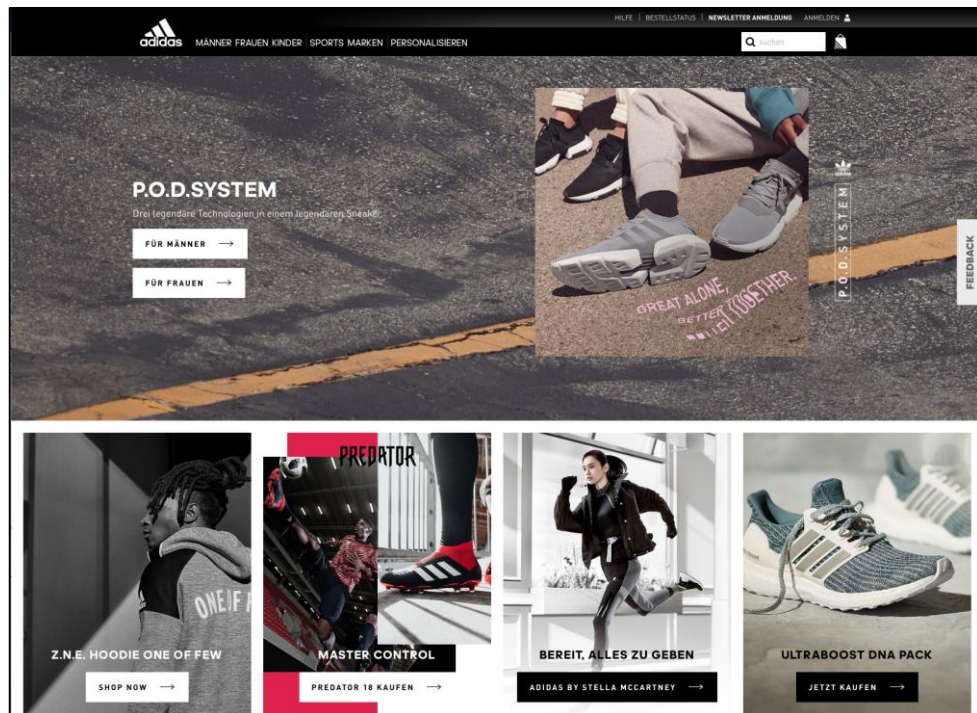 HILFE | BESTELLSTATUS | NEWSLETTER ANMELDUNG ANMELDEN
adidas MÄNNER FRAUEN KINDER SPORTS MARKEN PERSONALISIEREN suchen
P.O.D.SYSTEM
Drei legendäre Technologien in einem legendären Sneaker.
FÜR MÄNNER
FÜR FRAUEN
GREAT ALONE,
BETTER
TOGETHER.
P.O.D.SYSTEM
FEEDBACK
PREDATOR
ONE OF F
Z.N.E. HOODIE ONE OF FEW
SHOP NOW
MASTER CONTROL
PREDATOR 18 KAUFEN
BEREIT, ALLES ZU GEBEN
ADIDAS BY STELLA MCCARTNEY
ULTRABOOST DNA PACK
JETZT KAUFEN